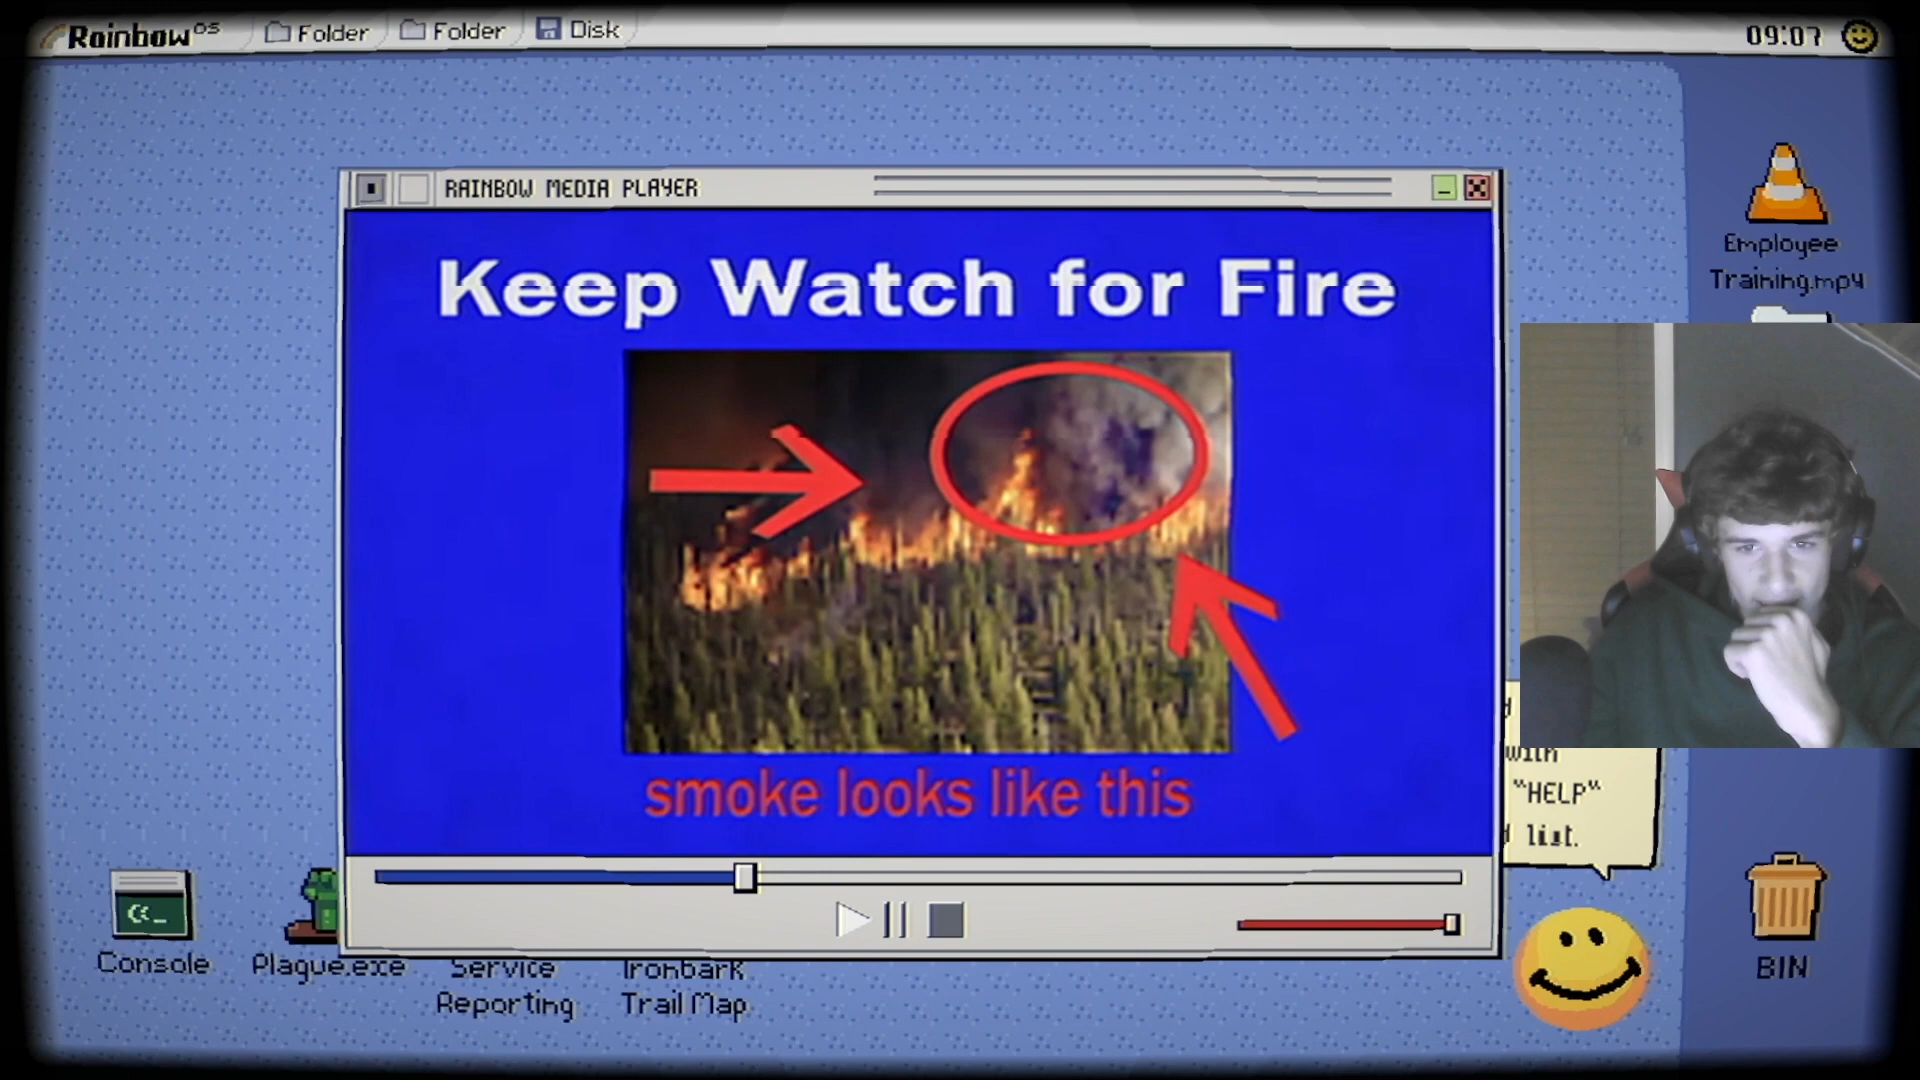 Rainbow OS Folder Folder Disk 09:07
RAINBOW MEDIA PLAYER
Keep Watch for Fire
smoke looks like this
Employee
Training.mp4
with
"HELP"
list.
Console
Plague.exe
Service
Reporting
Ironbark
Trail Map
BIN